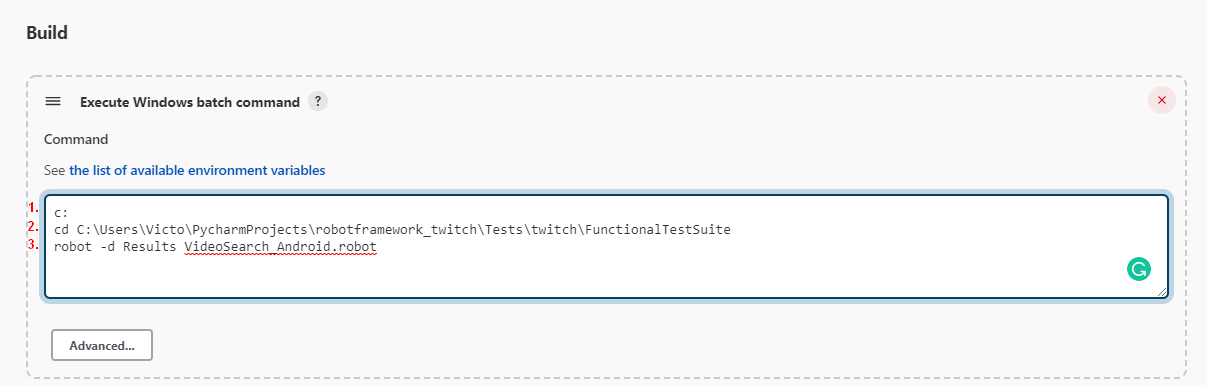 Build
Execute Windows batch command ?
Command
See the list of available environment variables
1. c:
2. cd C:\Users\Victo\PycharmProjects\robotframework_twitch\Tests\twitch\FunctionalTestSuite
3. robot -d Results VideoSearch_Android.robot
Advanced...